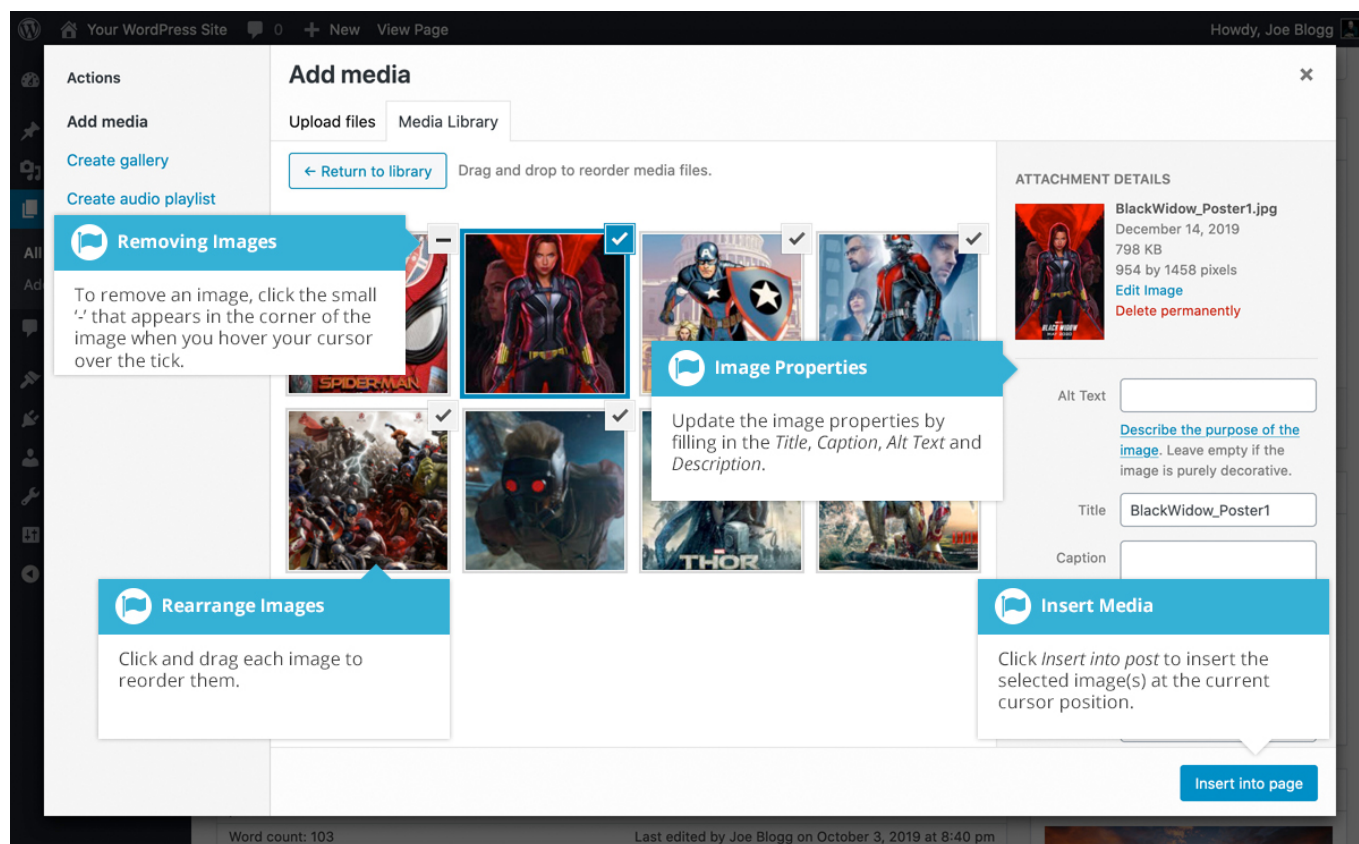 Your WordPress Site
0
New
View Page
Howdy, Joe Blogg
Actions
Add media
Create gallery
Create audio playlist
All
Add media
×
Upload files
Media Library
← Return to library
Drag and drop to reorder media files.
Removing Images
To remove an image, click the small
‘-’ that appears in the corner of the
image when you hover your cursor
over the tick.
SPIDER-MAN
THOR
Image Properties
Update the image properties by
filling in the Title, Caption, Alt Text and
Description.
Rearrange Images
Click and drag each image to
reorder them.
ATTACHMENT DETAILS
BlackWidow_Poster1.jpg
December 14, 2019
798 KB
954 by 1458 pixels
Edit Image
Delete permanently
BLACK WIDOW
Alt Text
Describe the purpose of the
image. Leave empty if the
image is purely decorative.
Title
BlackWidow_Poster1
Caption
Insert Media
Click Insert into post to insert the
selected image(s) at the current
cursor position.
Insert into page
Word count: 103
Last edited by Joe Blogg on October 3, 2019 at 8:40 pm